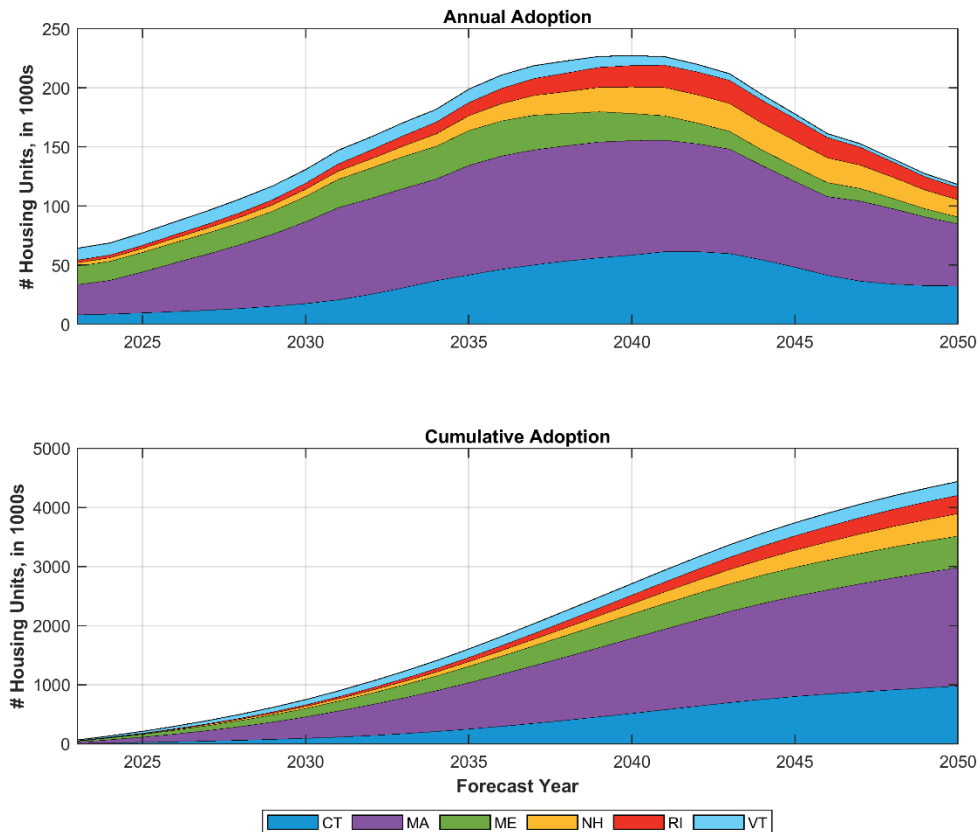 Annual Adoption
# Housing Units, in 1000s
250
200
150
100
50
0
2025 2030 2035 2040 2045 2050
Cumulative Adoption
# Housing Units, in 1000s
5000
4000
3000
2000
1000
0
2025 2030 2035 2040 2045 2050
Forecast Year
CT MA ME NH RI VT